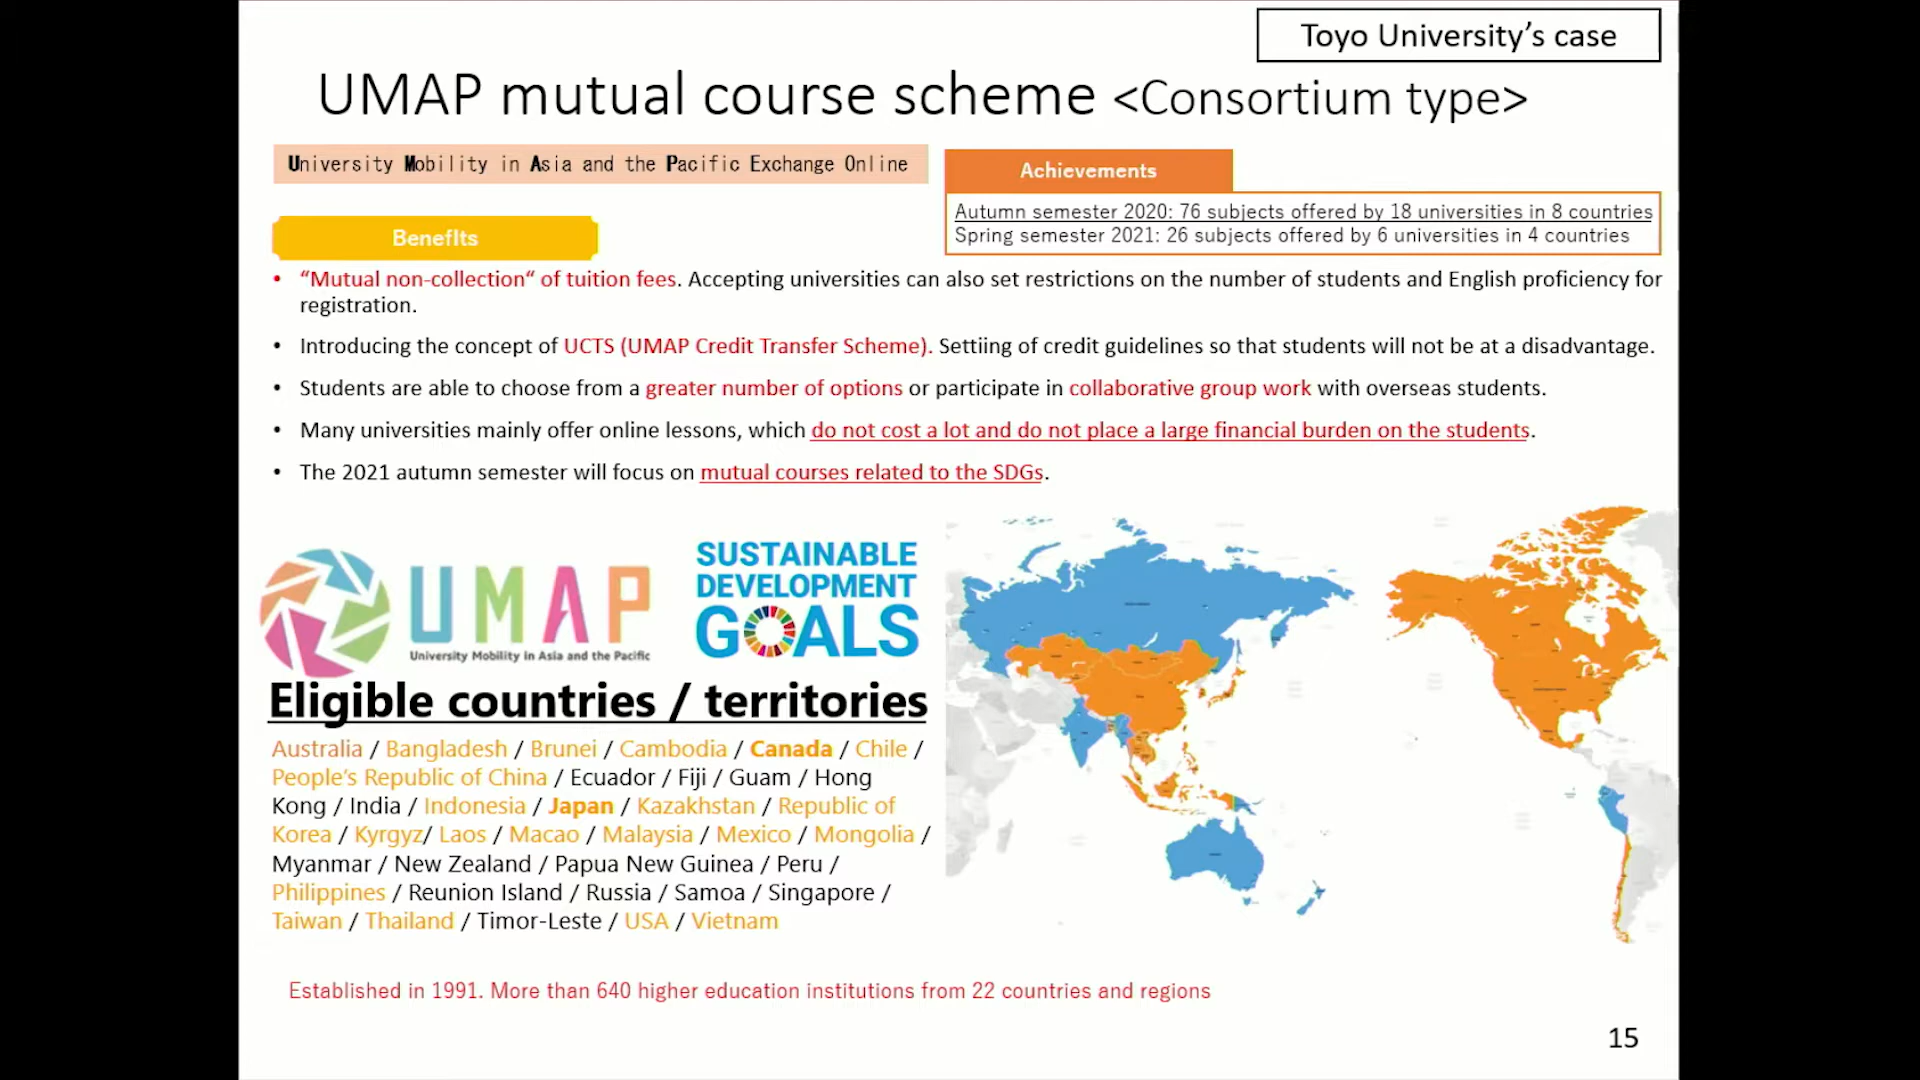 Toyo University’s case
UMAP mutual course scheme <Consortium type>
University Mobility in Asia and the Pacific Exchange Online
Achievements
Autumn semester 2020: 76 subjects offered by 18 universities in 8 countries
Spring semester 2021: 26 subjects offered by 6 universities in 4 countries
BenefIts
• “Mutual non-collection“ of tuition fees. Accepting universities can also set restrictions on the number of students and English proficiency for
registration.
• Introducing the concept of UCTS (UMAP Credit Transfer Scheme). Settiing of credit guidelines so that students will not be at a disadvantage.
• Students are able to choose from a greater number of options or participate in collaborative group work with overseas students.
• Many universities mainly offer online lessons, which do not cost a lot and do not place a large financial burden on the students.
• The 2021 autumn semester will focus on mutual courses related to the SDGs.
UMAP
University Mobility in Asia and the Pacific
SUSTAINABLE
DEVELOPMENT
GOALS
Eligible countries / territories
Australia / Bangladesh / Brunei / Cambodia / Canada / Chile /
People’s Republic of China / Ecuador / Fiji / Guam / Hong
Kong / India / Indonesia / Japan / Kazakhstan / Republic of
Korea / Kyrgyz/ Laos / Macao / Malaysia / Mexico / Mongolia /
Myanmar / New Zealand / Papua New Guinea / Peru /
Philippines / Reunion Island / Russia / Samoa / Singapore /
Taiwan / Thailand / Timor-Leste / USA / Vietnam
Established in 1991. More than 640 higher education institutions from 22 countries and regions
15